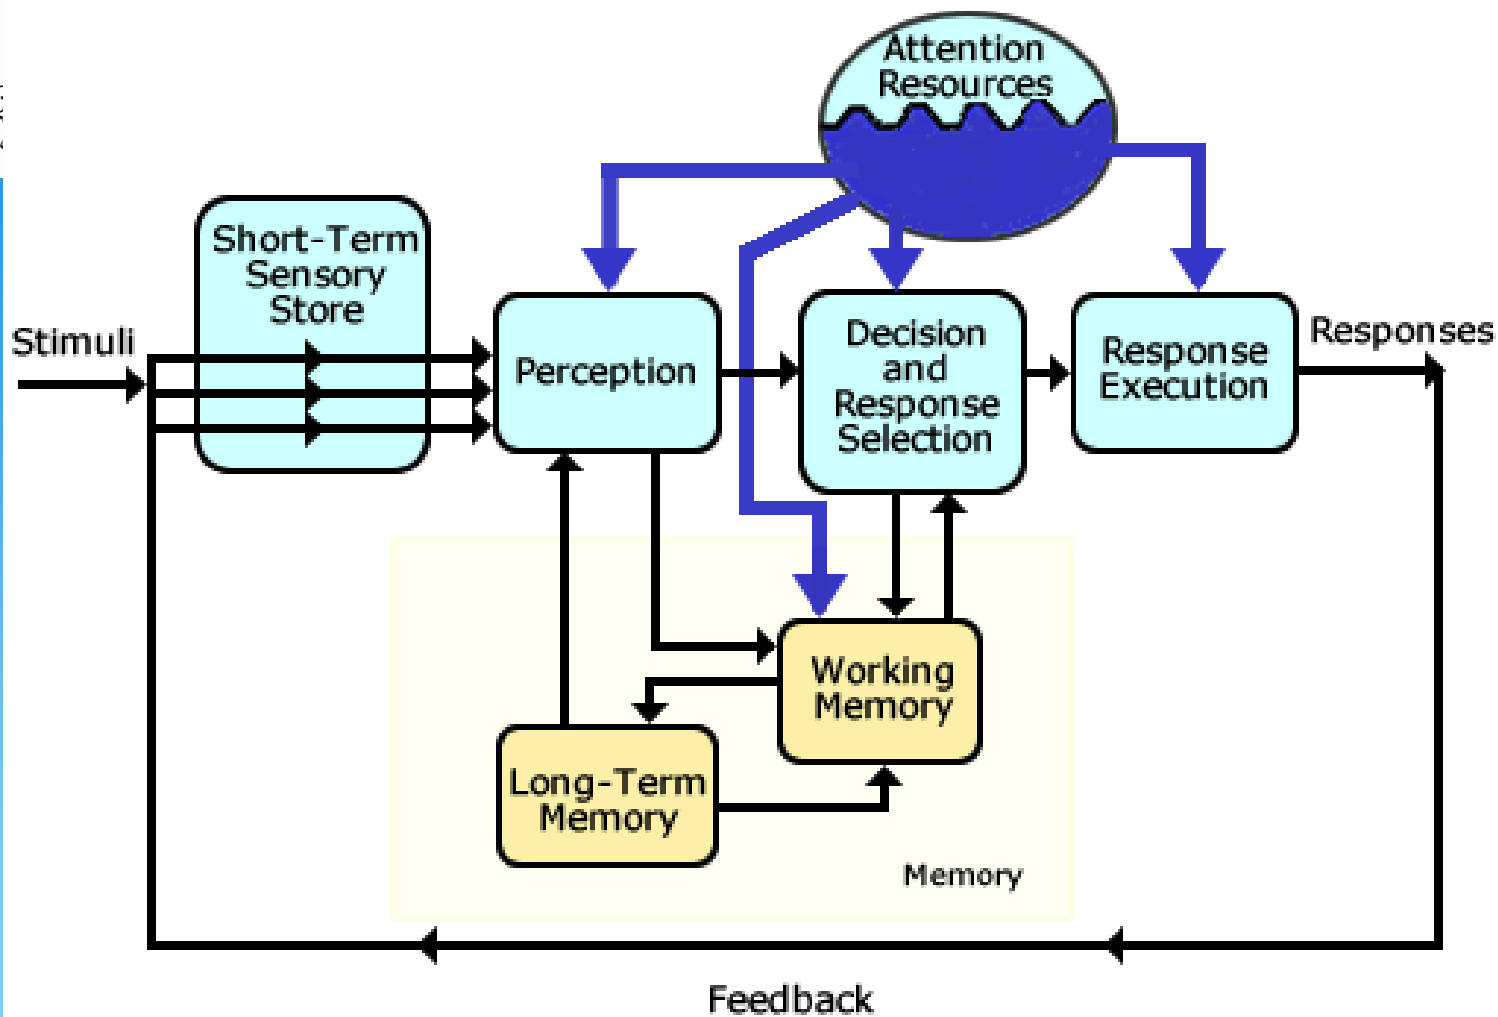 Attention
Resources
Short-Term
Sensory
Store
Stimuli
Perception
Decision
and
Response
Selection
Response
Execution
Responses
Working
Memory
Long-Term
Memory
Memory
Feedback